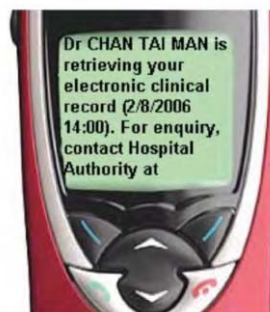 Dr CHAN TAI MAN is
retrieving your
electronic clinical
record (2/8/2006
14:00). For enquiry,
contact Hospital
Authority at